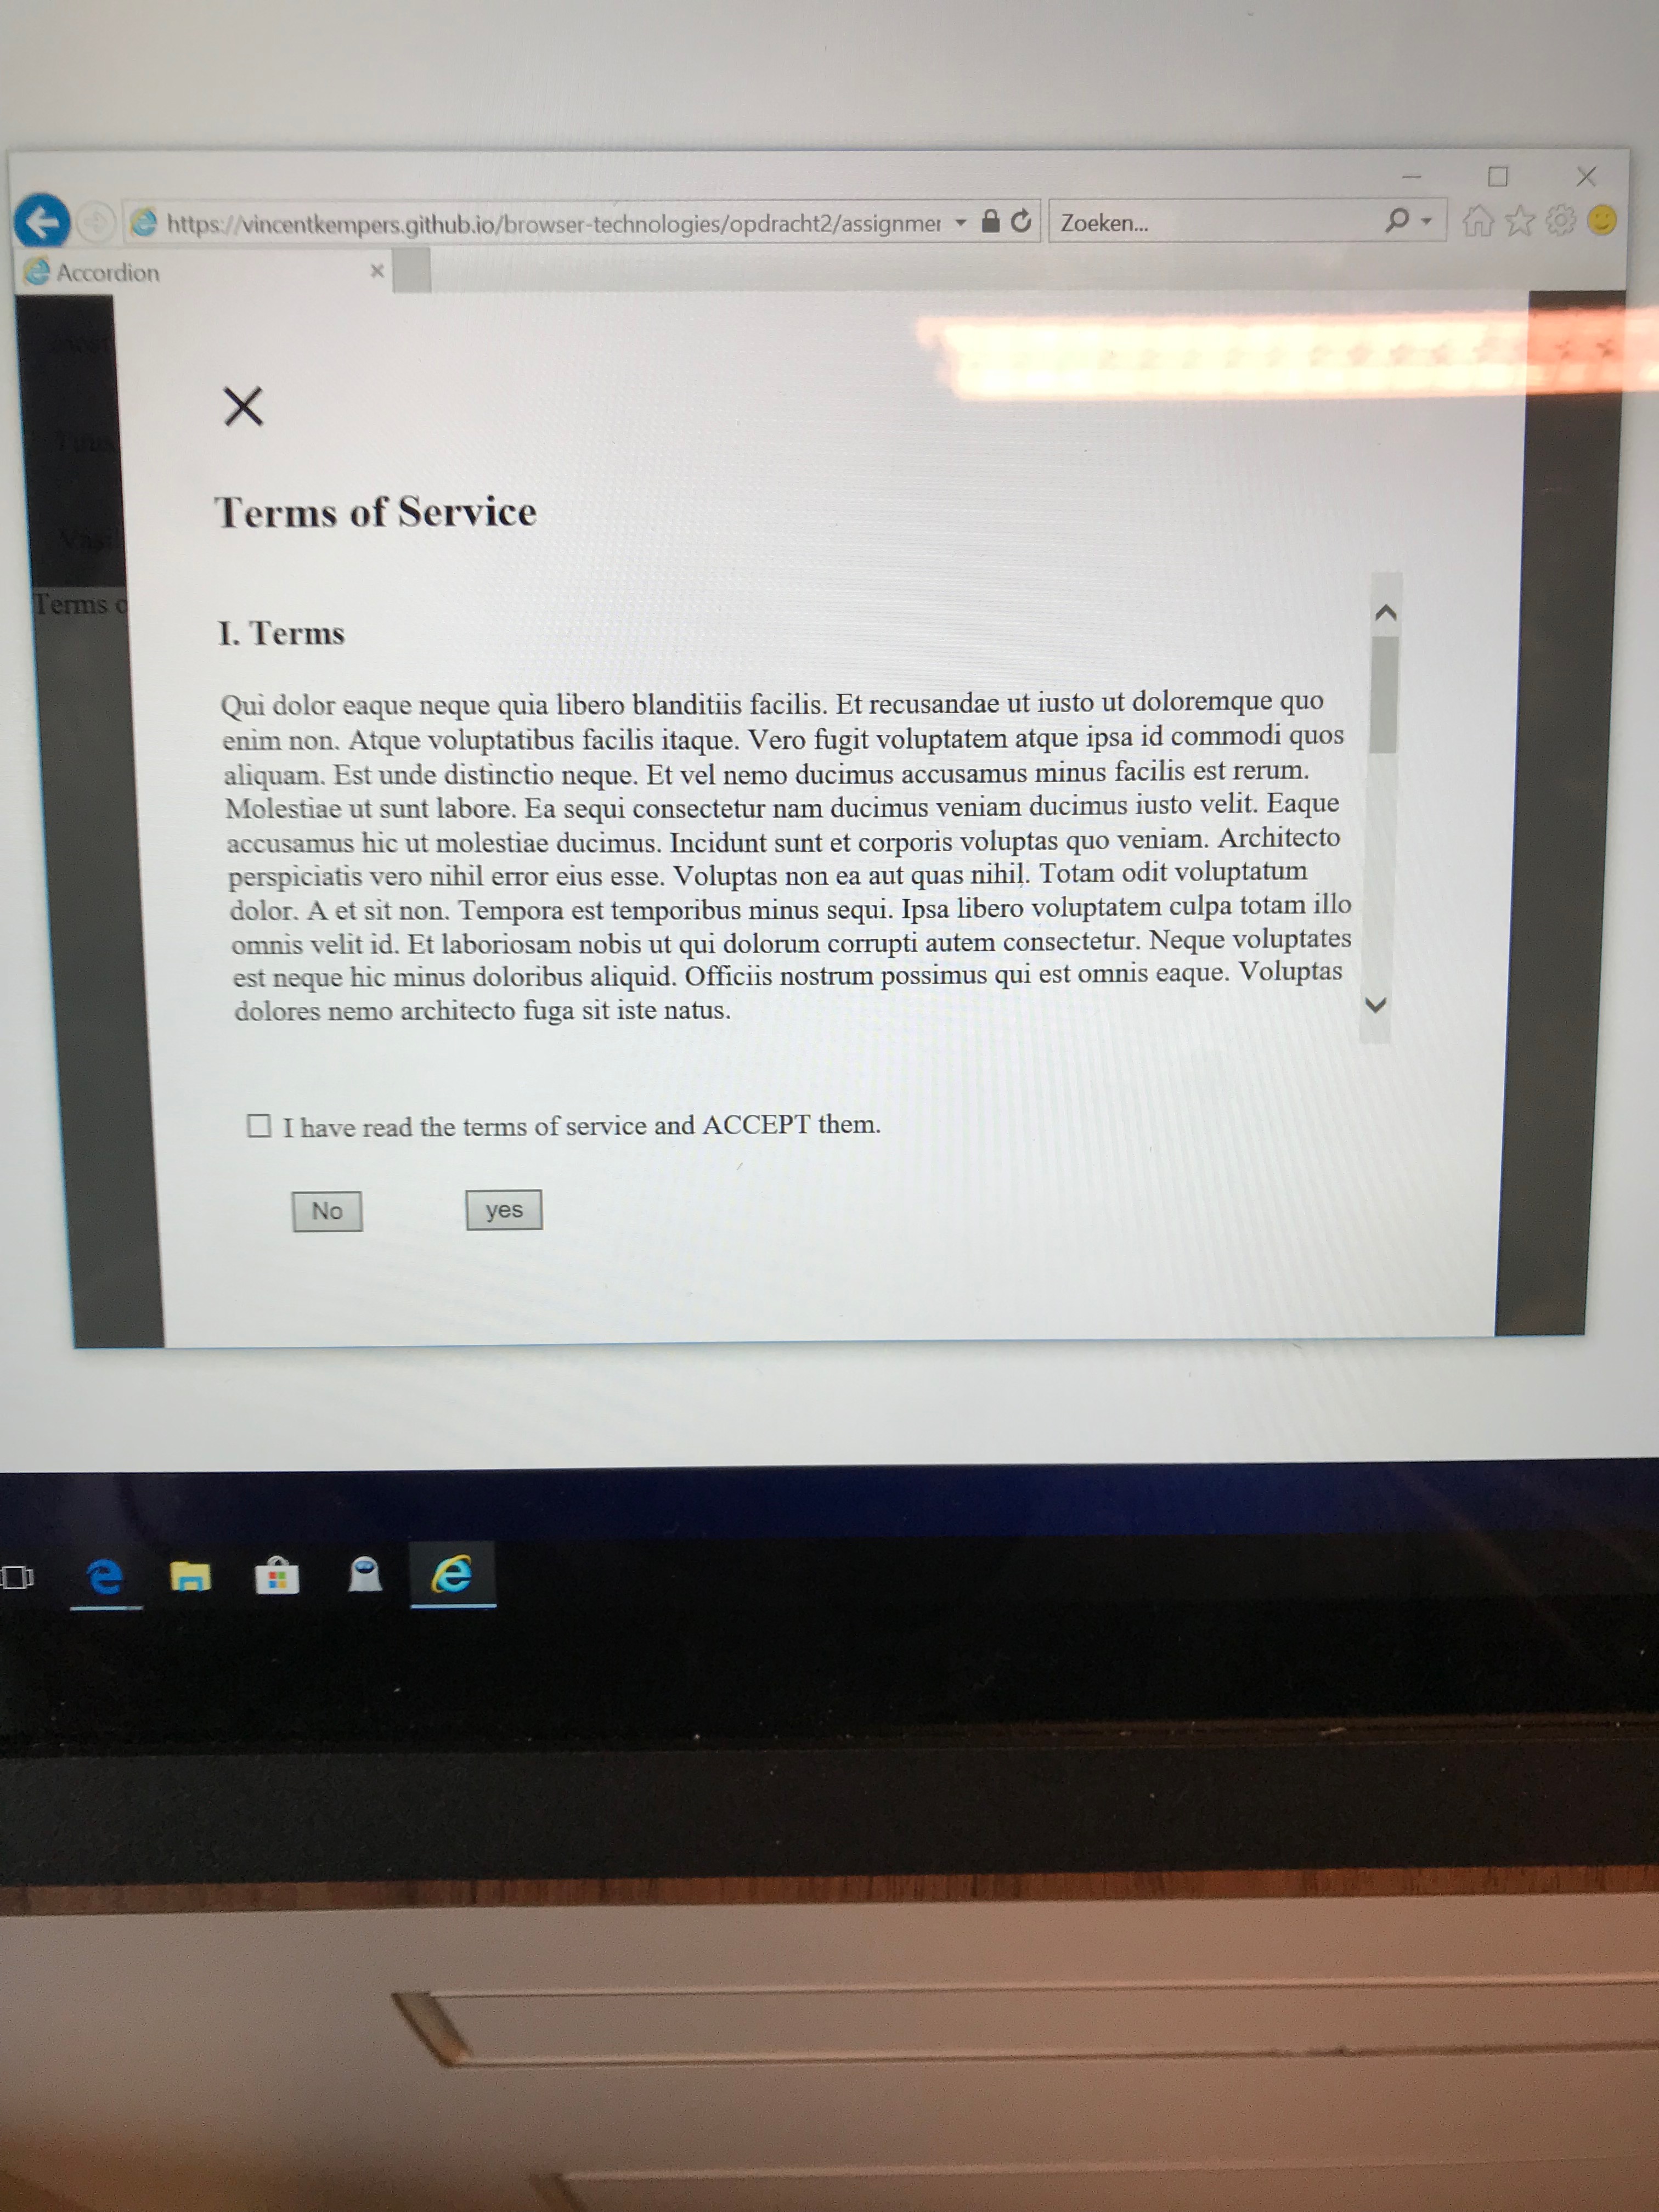 https://vincentkempers.github.io/browser-technologies/opdracht2/assignmer
Zoeken...
Accordion
Terms of Service
Terms
I. Terms
Qui dolor eaque neque quia libero blanditiis facilis. Et recusandae ut iusto ut doloremque quo
enim non. Atque voluptatibus facilis itaque. Vero fugit voluptatem atque ipsa id commodi quos
aliquam. Est unde distinctio neque. Et vel nemo ducimus accusamus minus facilis est rerum.
Molestiae ut sunt labore. Ea sequi consectetur nam ducimus veniam ducimus iusto velit. Eaque
accusamus hic ut molestiae ducimus. Incidunt sunt et corporis voluptas quo veniam. Architecto
perspiciatis vero nihil error eius esse. Voluptas non ea aut quas nihil. Totam odit voluptatum
dolor. A et sit non. Tempora est temporibus minus sequi. Ipsa libero voluptatem culpa totam illo
omnis velit id. Et laboriosam nobis ut qui dolorum corrupti autem consectetur. Neque voluptates
est neque hic minus doloribus aliquid. Officiis nostrum possimus qui est omnis eaque. Voluptas
dolores nemo architecto fuga sit iste natus.
I have read the terms of service and ACCEPT them.
No yes